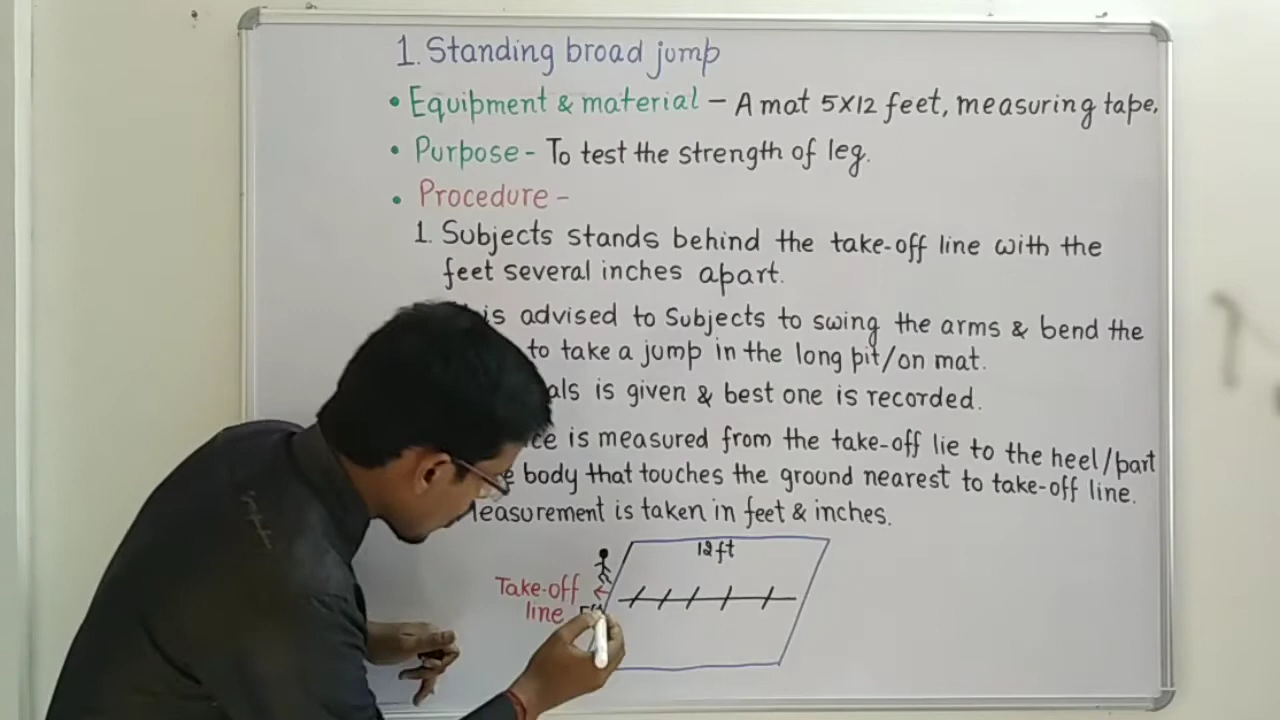 1. Standing broad jump
• Equipment & material - A mat 5X12 feet, measuring tape,
• Purpose - To test the strength of leg.
• Procedure -
1. Subjects stands behind the take-off line with the
feet several inches apart.
is advised to Subjects to swing the arms & bend the
to take a jump in the long pit/on mat.
is given & best one is recorded.
is measured from the take-off lie to the heel/part
body that touches the ground nearest to take-off line.
is taken in feet & inches.
12ft
Take-off
line